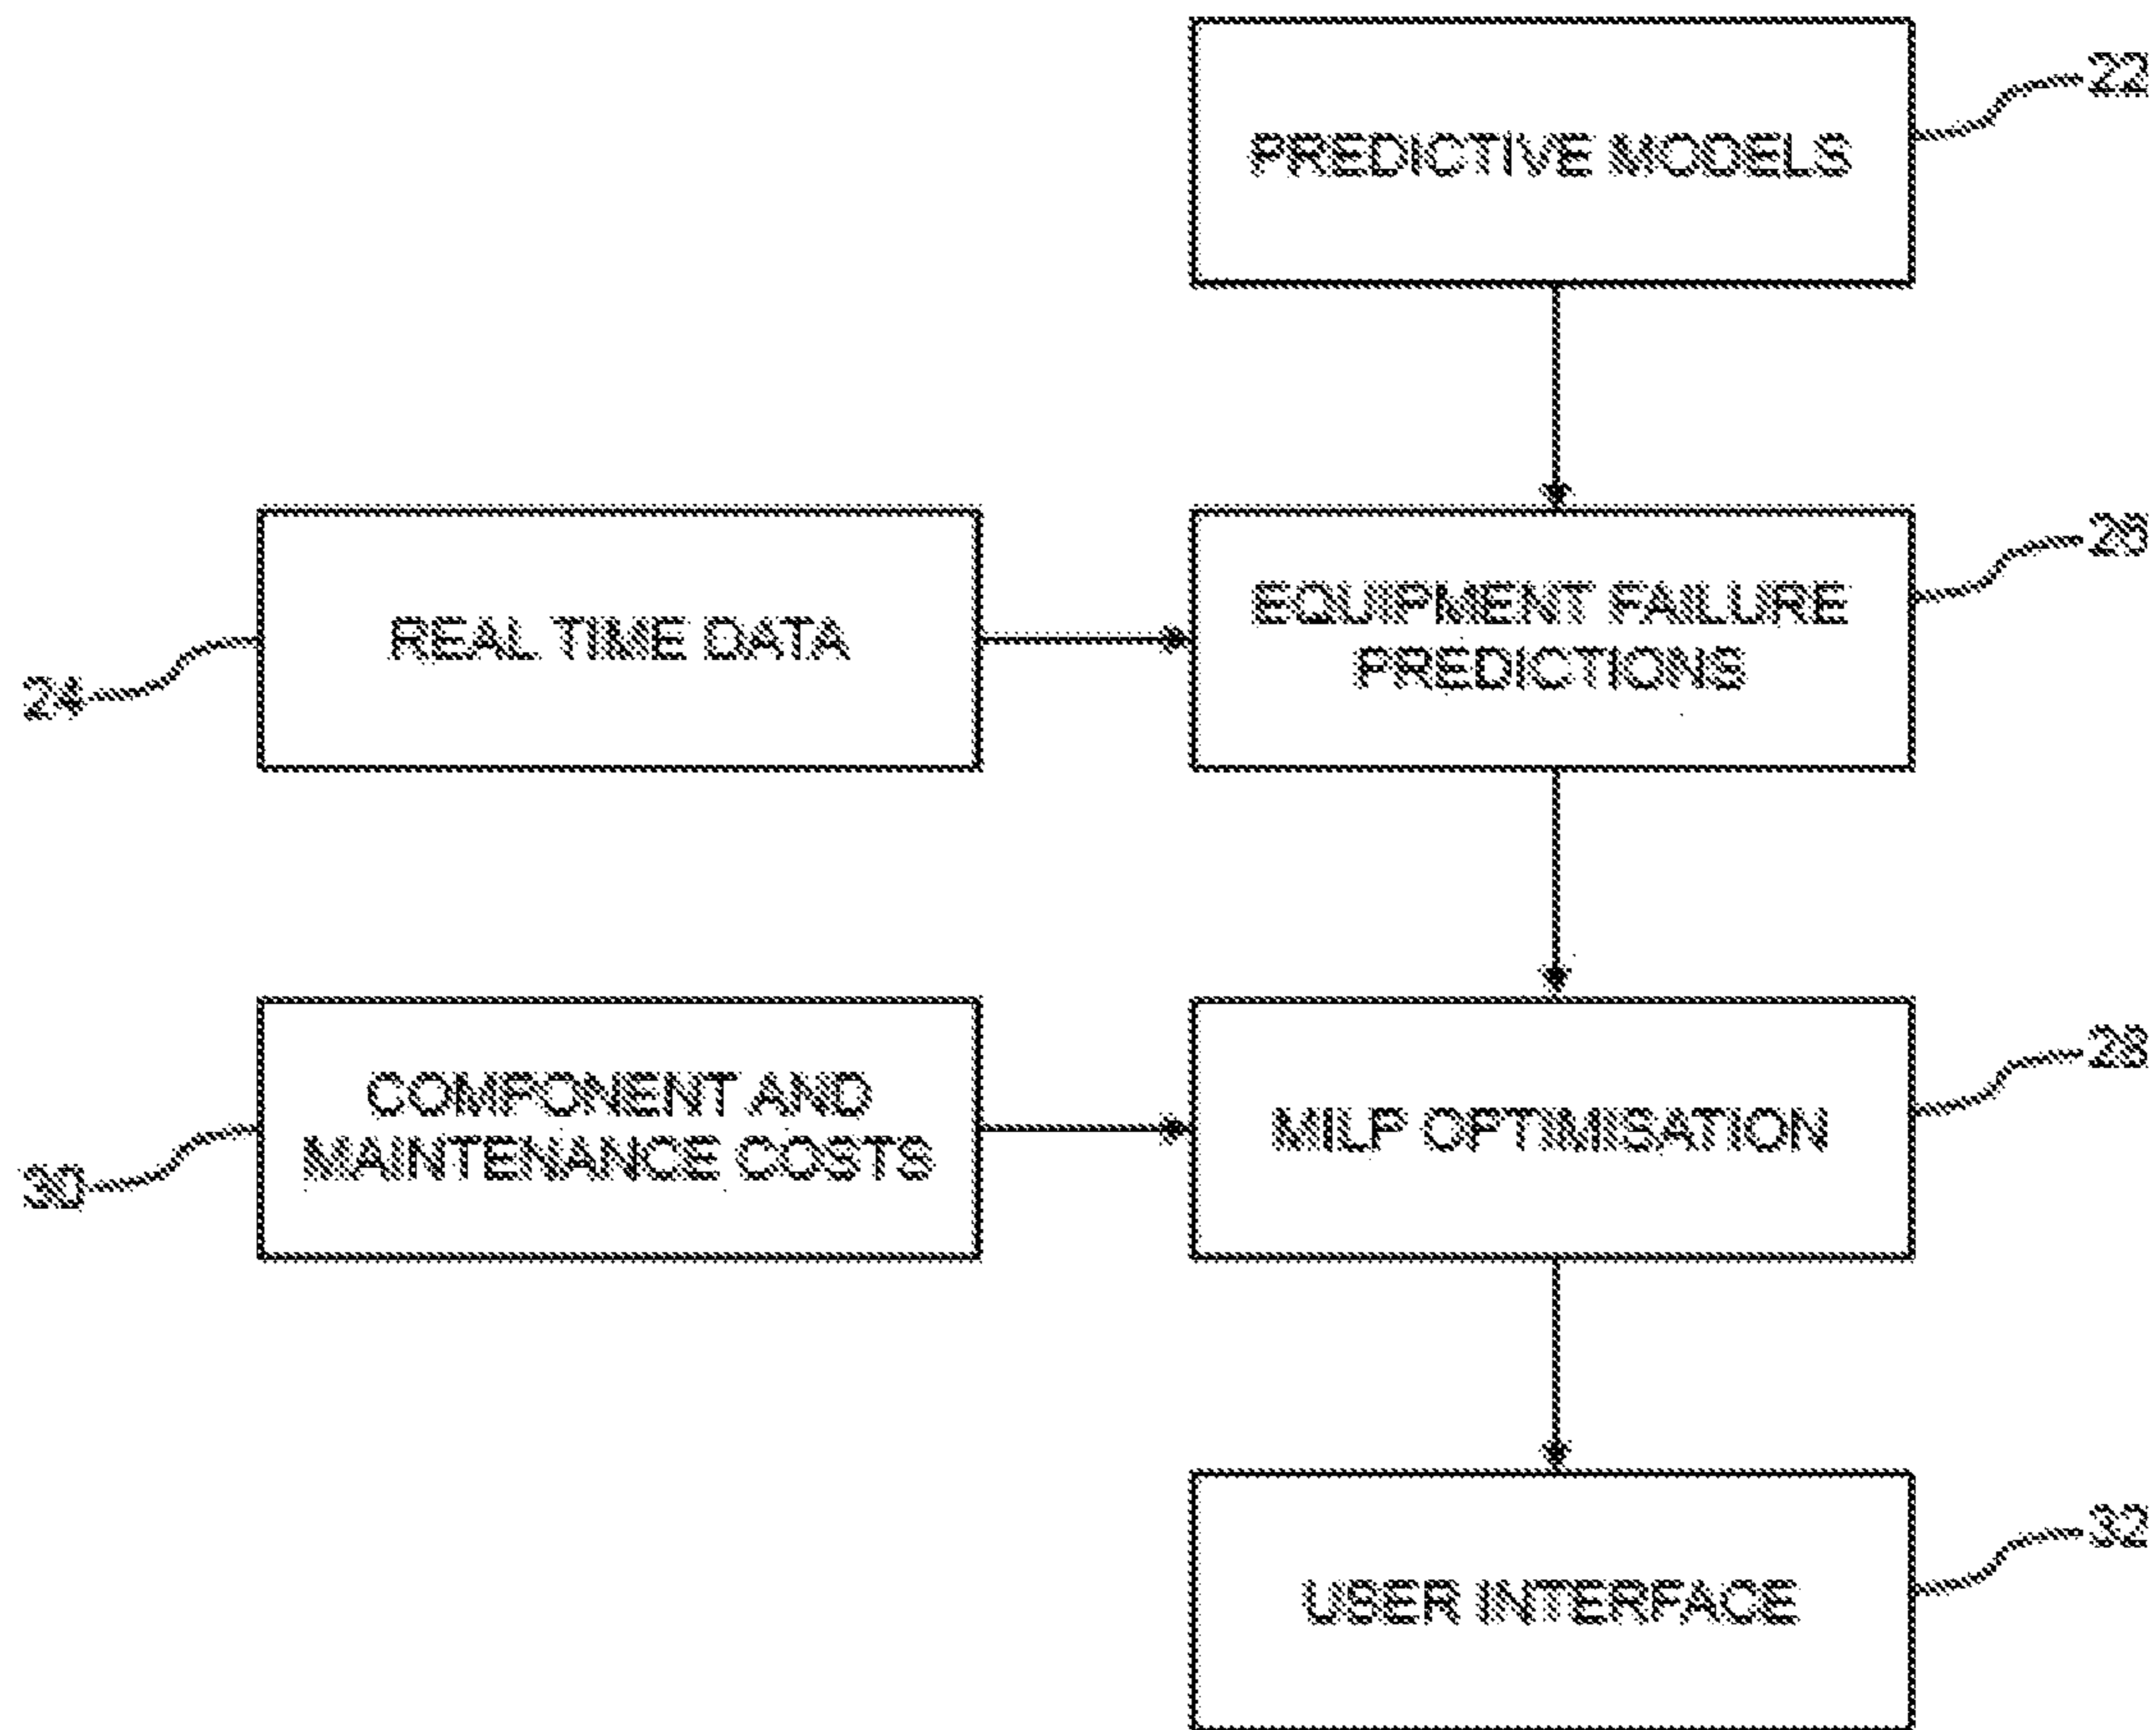 PREDICTIVE MODELS
22
REAL TIME DATA
24
EQUIPMENT FAILURE
PREDICTIONS
26
COMPONENT AND
MAINTENANCE COSTS
30
MILP OPTIMISATION
28
USER INTERFACE
32